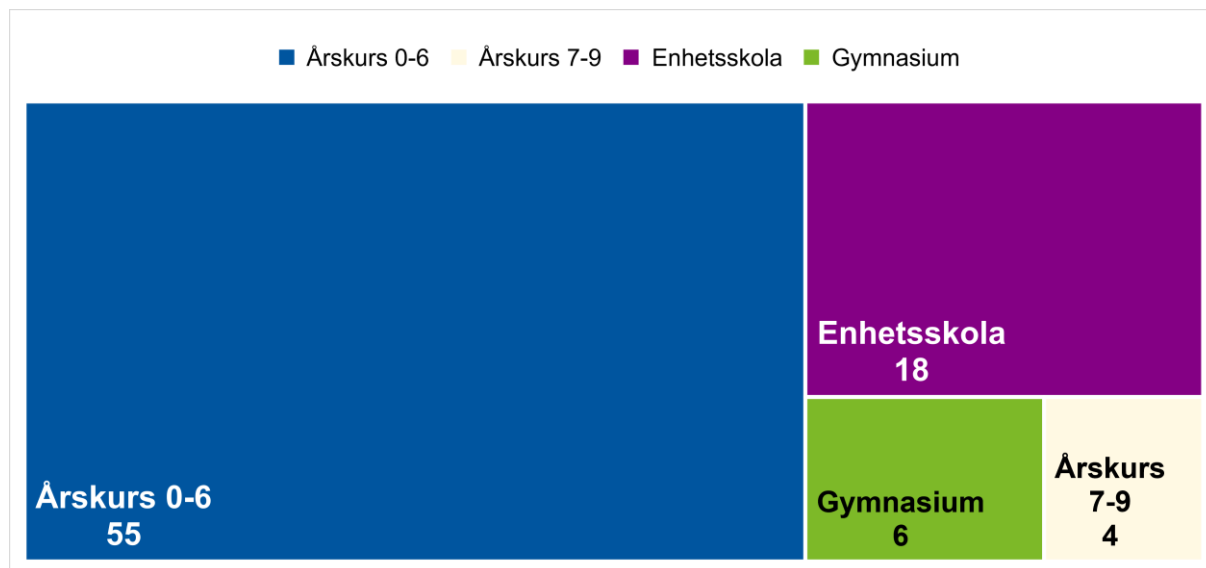 Årskurs 0-6 Årskurs 7-9 Enhetsskola Gymnasium
Årskurs 0-6
55
Enhetsskola
18
Gymnasium
6
Årskurs
7-9
4